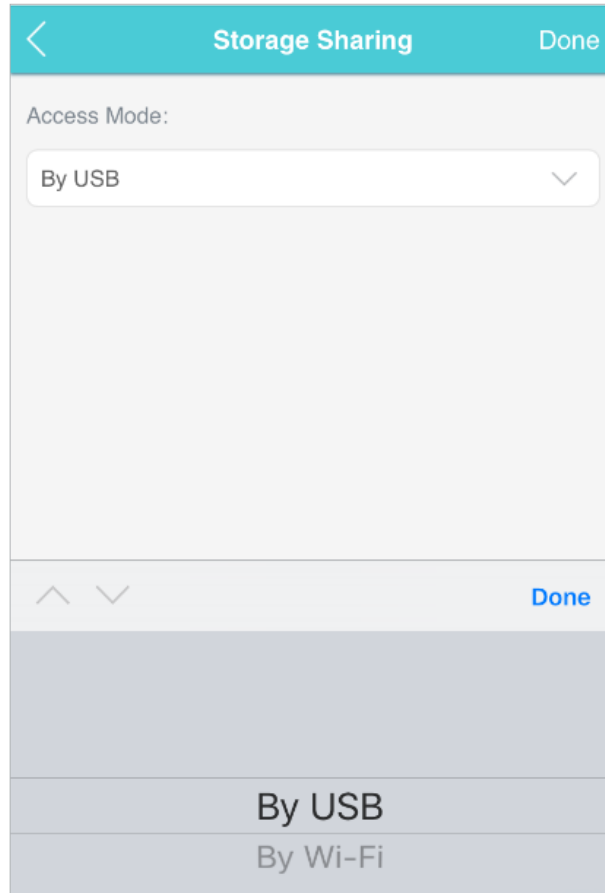 Storage Sharing Done
Access Mode:
By USB
Done
By USB
By Wi-Fi